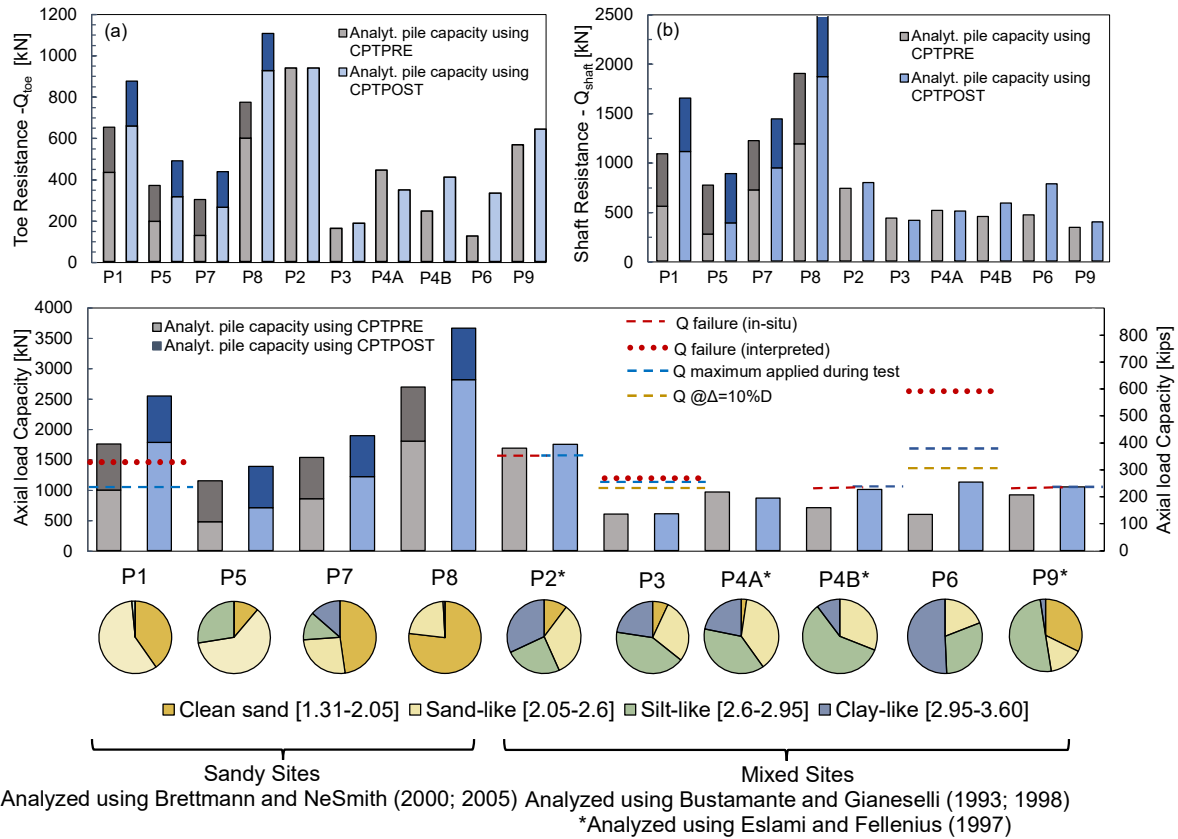 (a)
Analyt. pile capacity using
CPTPRE
Analyt. pile capacity using
CPTPOST
Toe Resistance -Qtoe [kN]
1200
1000
800
600
400
200
0
P1 P5 P7 P8 P2 P3 P4A P4B P6 P9
(b)
Analyt. pile capacity using
CPTPRE
Analyt. pile capacity using
CPTPOST
Shaft Resistance - Qshaft [kN]
2500
2000
1500
1000
500
0
P1 P5 P7 P8 P2 P3 P4A P4B P6 P9
Axial load Capacity [kN]
4000
3500
3000
2500
2000
1500
1000
500
0
Analyt. pile capacity using CPTPRE
Analyt. pile capacity using CPTPOST
Q failure (in-situ)
Q failure (interpreted)
Q maximum applied during test
Q @Δ=10%D
800
700
600
500
400
300
200
100
0
Axial load Capacity [kips]
P1 P5 P7 P8 P2* P3 P4A* P4B* P6 P9*
Clean sand [1.31-2.05] Sand-like [2.05-2.6] Silt-like [2.6-2.95] Clay-like [2.95-3.60]
Sandy Sites
Analyzed using Brettmann and NeSmith (2000; 2005)
Mixed Sites
Analyzed using Bustamante and Gianeselli (1993; 1998)
*Analyzed using Eslami and Fellenius (1997)